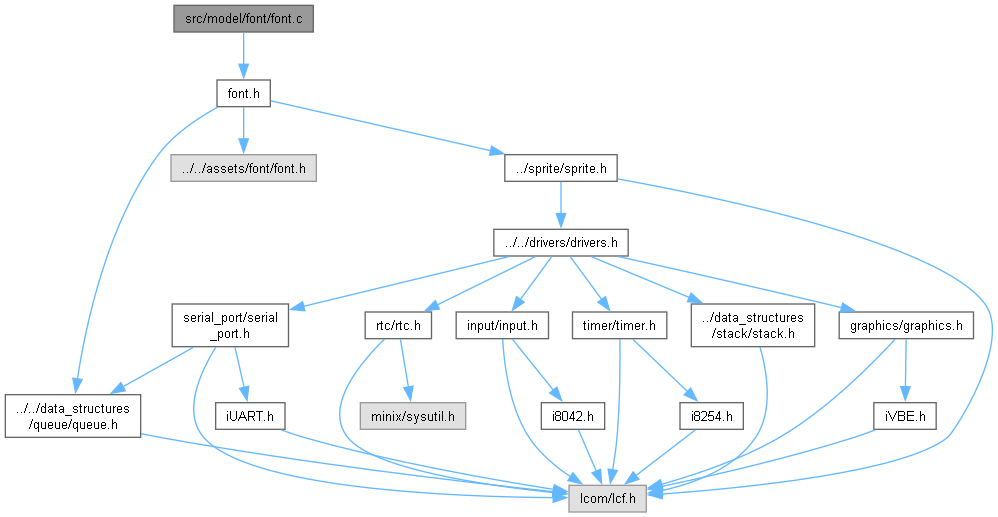 src/model/font/font.c
font.h
../../assets/font/font.h
../sprite/sprite.h
../../drivers/drivers.h
serial_port/serial
_port.h
rtc/rtc.h
input/input.h
timer/timer.h
../data_structures
/stack/stack.h
graphics/graphics.h
../../data_structures
/queue/queue.h
iUART.h
minix/sysutil.h
i8042.h
i8254.h
iVBE.h
lcom/lcf.h